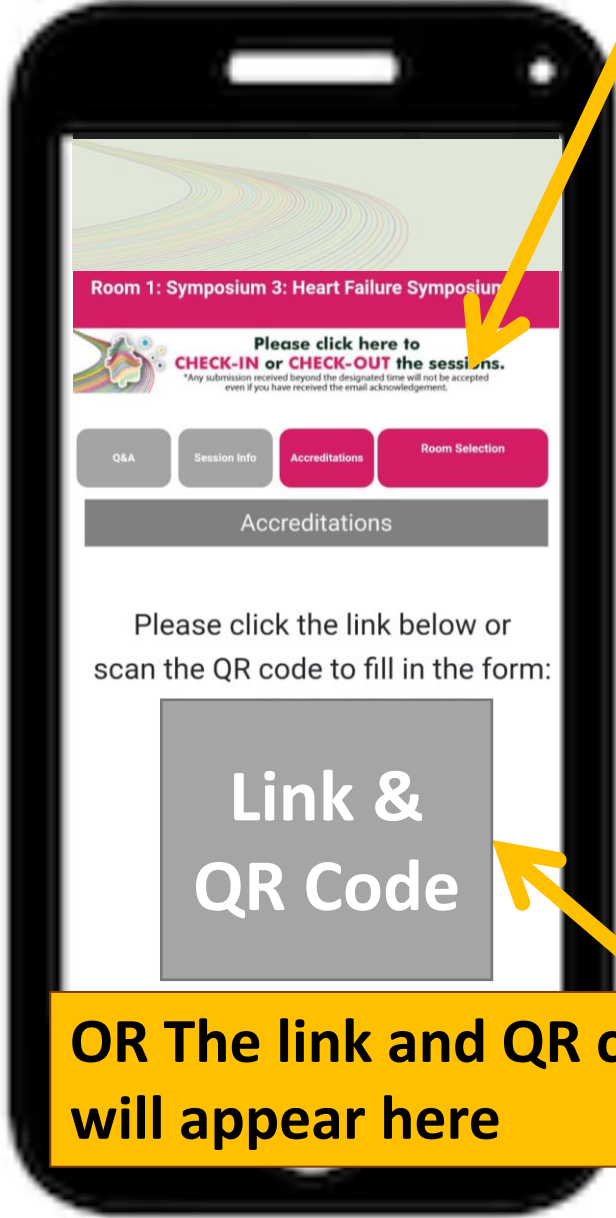 Room 1: Symposium 3: Heart Failure Symposium
Please click here to
CHECK-IN or CHECK-OUT the sessions.
*Any submission received beyond the designated time will not be accepted
even if you have received the email acknowledgement.
Q&A Session Info Accreditations Room Selection
Accreditations
Please click the link below or
scan the QR code to fill in the form:
Link &
QR Code
OR The link and QR
will appear here